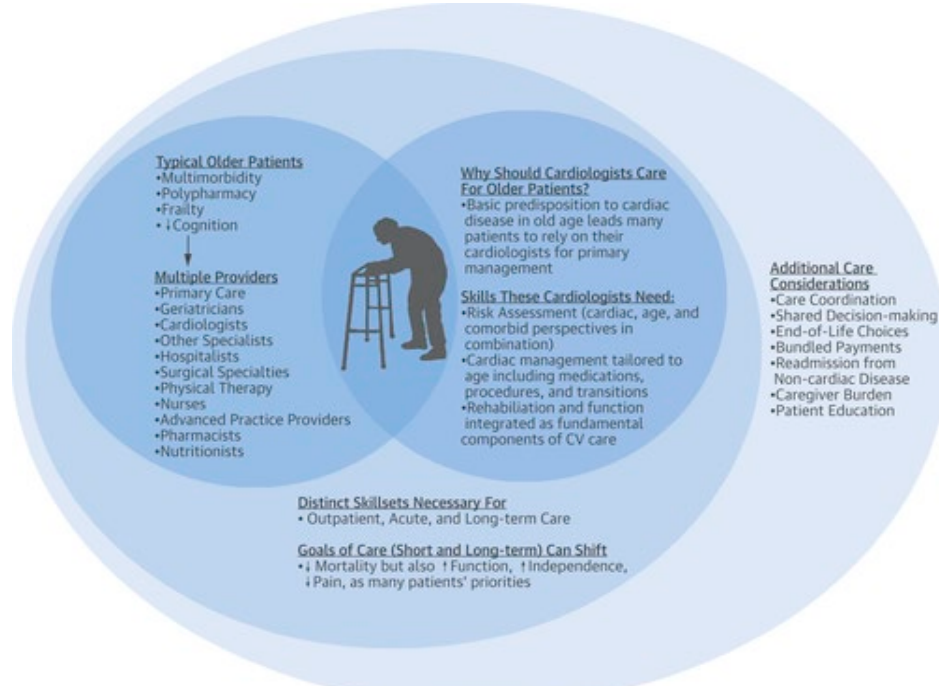 Typical Older Patients
•Multimorbidity
•Polypharmacy
•Frailty
•↓Cognition
Multiple Providers
•Primary Care
•Geriatricians
•Cardiologists
•Other Specialists
•Hospitalists
•Surgical Specialties
•Physical Therapy
•Nurses
•Advanced Practice Providers
•Pharmacists
•Nutritionists
Why Should Cardiologists Care
For Older Patients?
•Basic predisposition to cardiac
disease in old age leads many
patients to rely on their
cardiologists for primary
management
Skills These Cardiologists Need:
•Risk Assessment (cardiac, age, and
comorbid perspectives in
combination)
•Cardiac management tailored to
age including medications,
procedures, and transitions
•Rehabiliation and function
integrated as fundamental
components of CV care
Additional Care
Considerations
•Care Coordination
•Shared Decision-making
•End-of-Life Choices
•Bundled Payments
•Readmission from
Non-cardiac Disease
•Caregiver Burden
•Patient Education
Distinct Skillsets Necessary For
• Outpatient, Acute, and Long-term Care
Goals of Care (Short and Long-term) Can Shift
•↓ Mortality but also ↑Function, ↑Independence,
↓Pain, as many patients' priorities